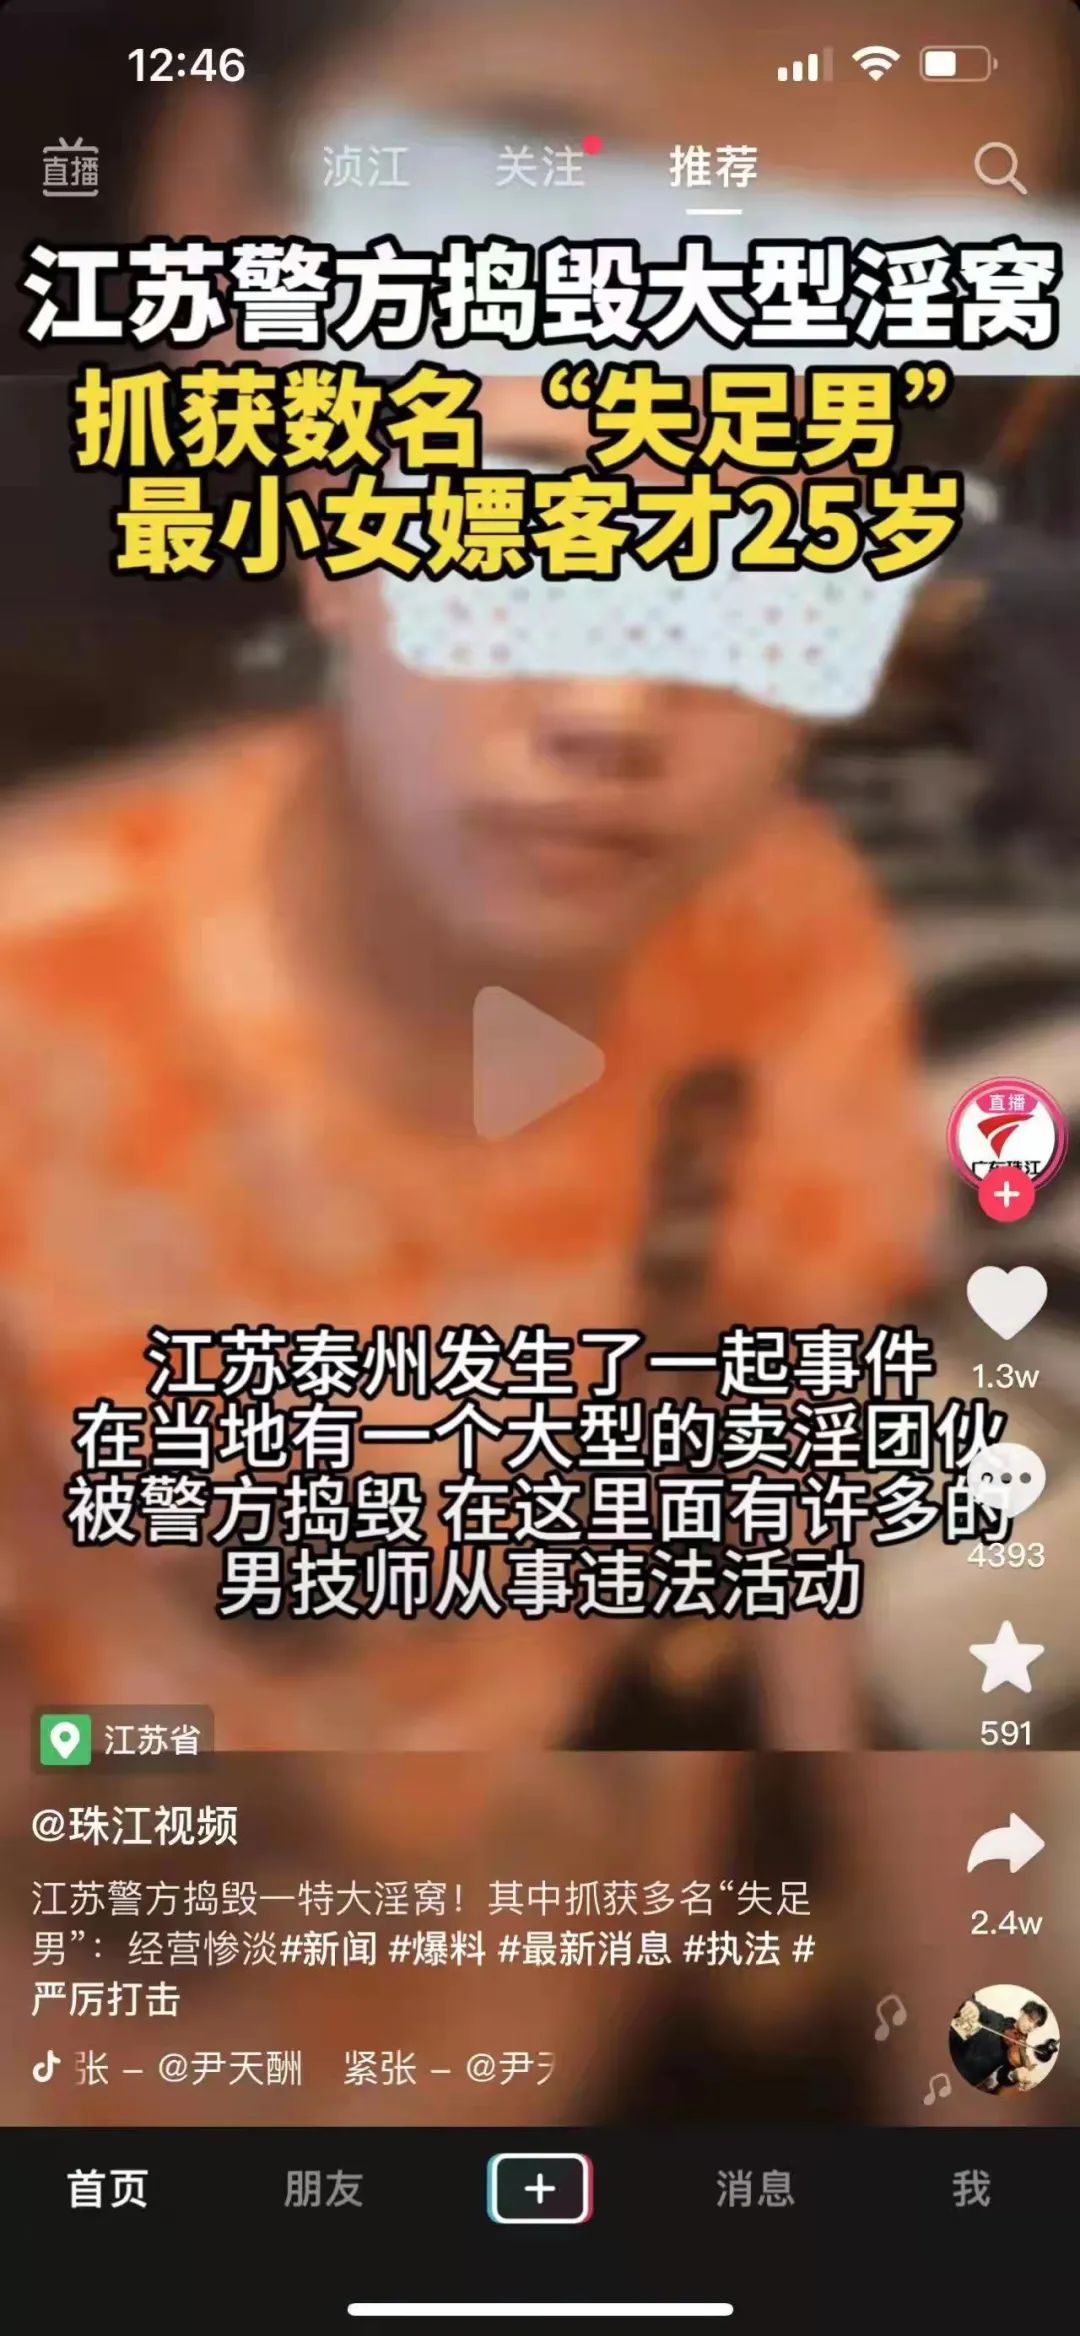 12:46
直播
浈江
关注
推荐
江苏警方捣毁大型淫窝
抓获数名“失足男”
最小女嫖客才25岁
直播
广东珠江
1.3w
江苏泰州发生了一起事件
在当地有一个大型的卖淫团伙
被警方捣毁 在这里面有许多的
男技师从事违法活动
4393
591
江苏省
@珠江视频
江苏警方捣毁一特大淫窝！其中抓获多名“失足
男”：经营惨淡#新闻 #爆料 #最新消息 #执法 #
严厉打击
2.4w
张 – @尹天酬 紧张 – @尹天
首页
朋友
消息
我